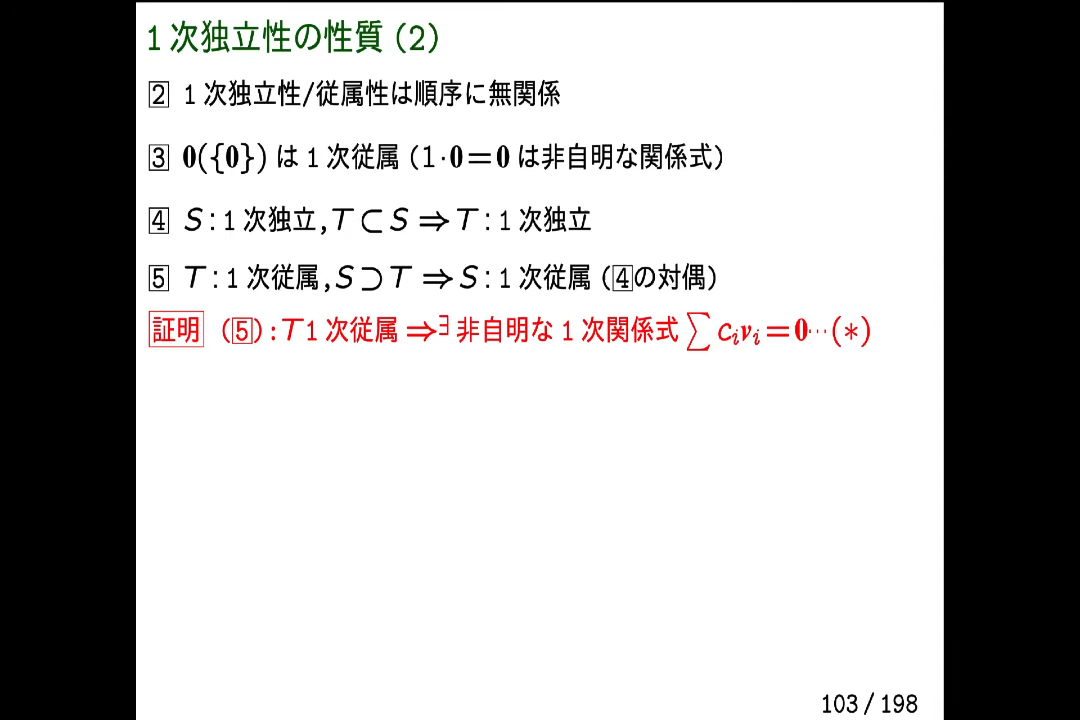 1 次独立性の性質 (2)
2 1 次独立性/従属性は順序に無関係
3 0({0}) は 1 次従属 (1·0=0 は非自明な関係式)
4 S:1 次独立,T⊂S ⇒T:1 次独立
5 T:1 次従属,S⊃T ⇒S:1 次従属 (4の対偶)
証明 (5):T 1 次従属 ⇒∃ 非自明な 1 次関係式 ∑ cᵢvᵢ=0···(*)
103 / 198